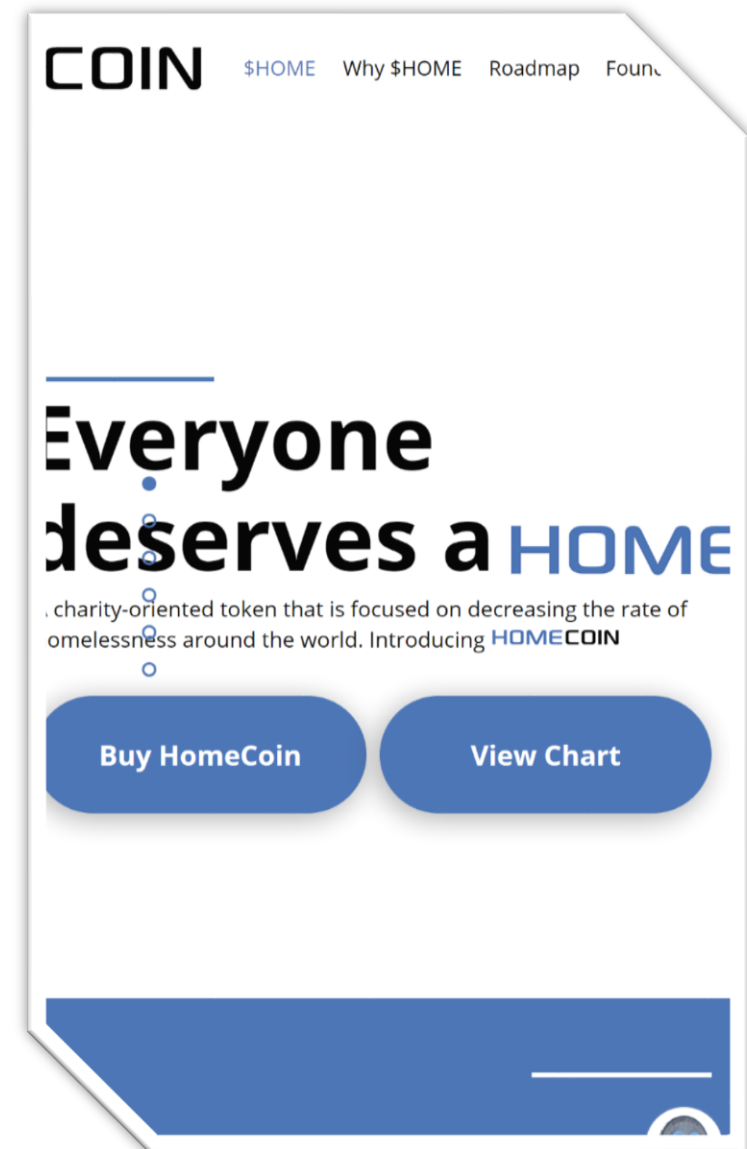 COIN $HOME Why $HOME Roadmap
Everyone
deserves a HOME
charity-oriented token that is focused on decreasing the rate of
omelessness around the world. Introducing HOMECOIN
Buy HomeCoin View Chart